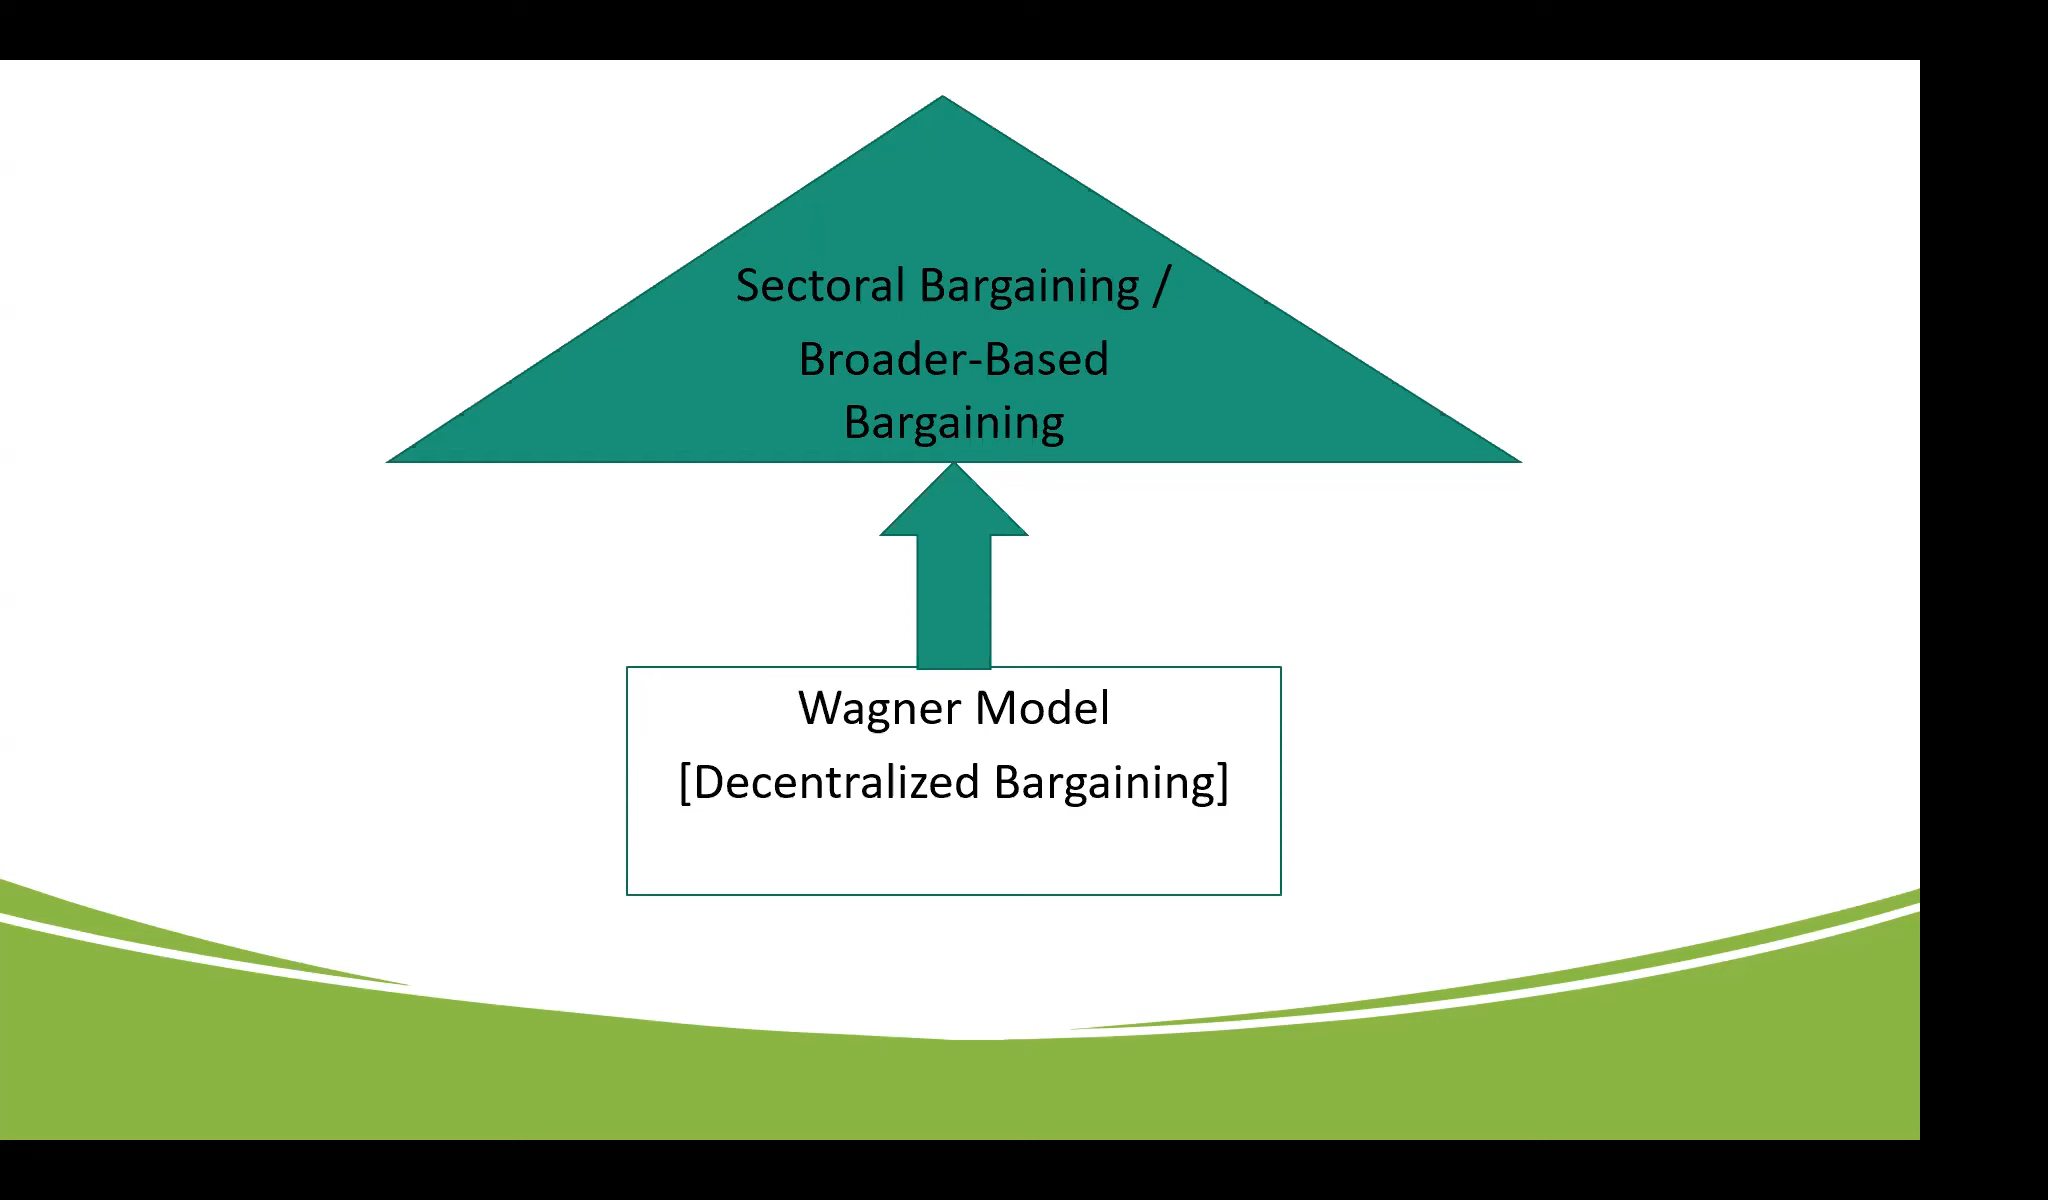 Sectoral Bargaining /
Broader-Based
Bargaining
Wagner Model
[Decentralized Bargaining]